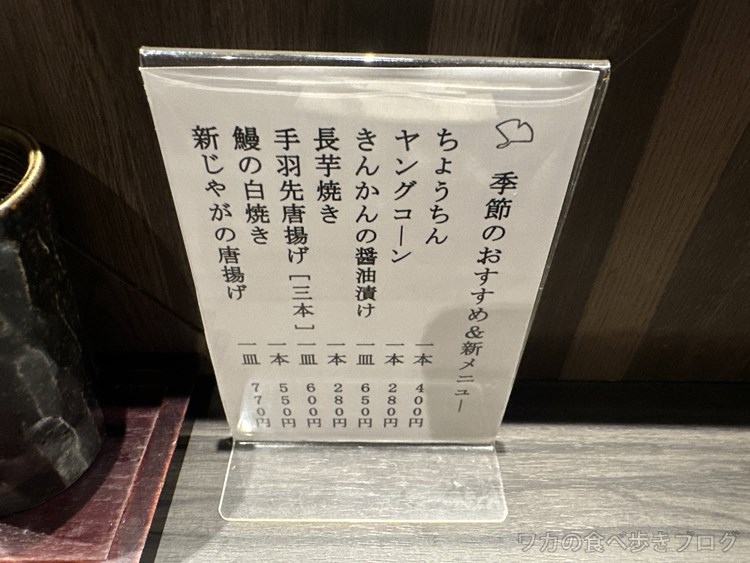 季節のおすすめ&新メニュー
ちょうちん 一本 400円
ヤングコーン 一本 280円
きんかんの醤油漬け 一皿 650円
長芋焼き 一本 280円
手羽先唐揚げ［三本］ 一皿 600円
鰻の白焼き 一本 550円
新じゃがの唐揚げ 一皿 770円
ワカの食べ歩きブログ